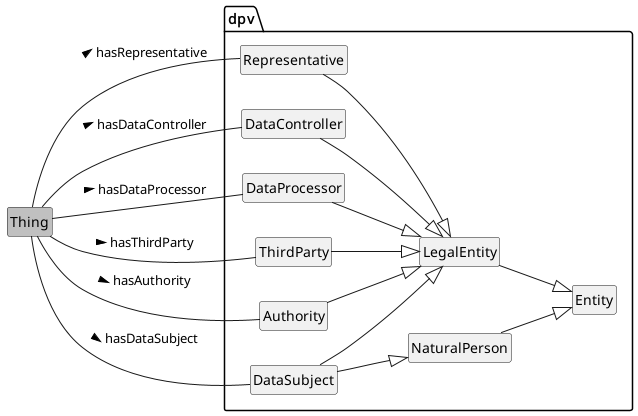 dpv
hasRepresentative
Representative
hasDataController
DataController
hasDataProcessor
DataProcessor
Thing
hasThirdParty
ThirdParty
LegalEntity
hasAuthority
Authority
Entity
hasDataSubject
NaturalPerson
DataSubject